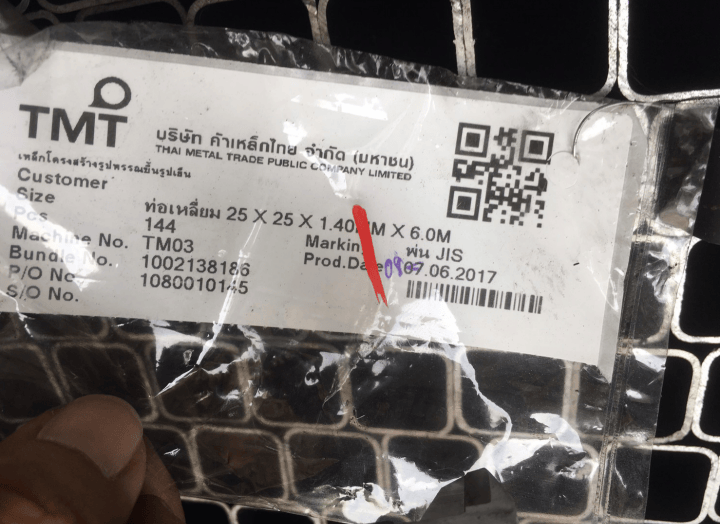 TMT
บริษัท ค้าเหล็กไทย จำกัด (มหาชน)
THAI METAL TRADE PUBLIC COMPANY LIMITED
เหล็กโครงสร้างรูปพรรณขึ้นรูปเย็น
Customer
Size ท่อเหลี่ยม 25 X 25 X 1.40 MM X 6.0M
Pcs 144 Marking พ่น JIS
Machine No. TM03 Prod.Date 07.06.2017
Bundle No. 1002138186
P/O No 1080010145
S/O No.